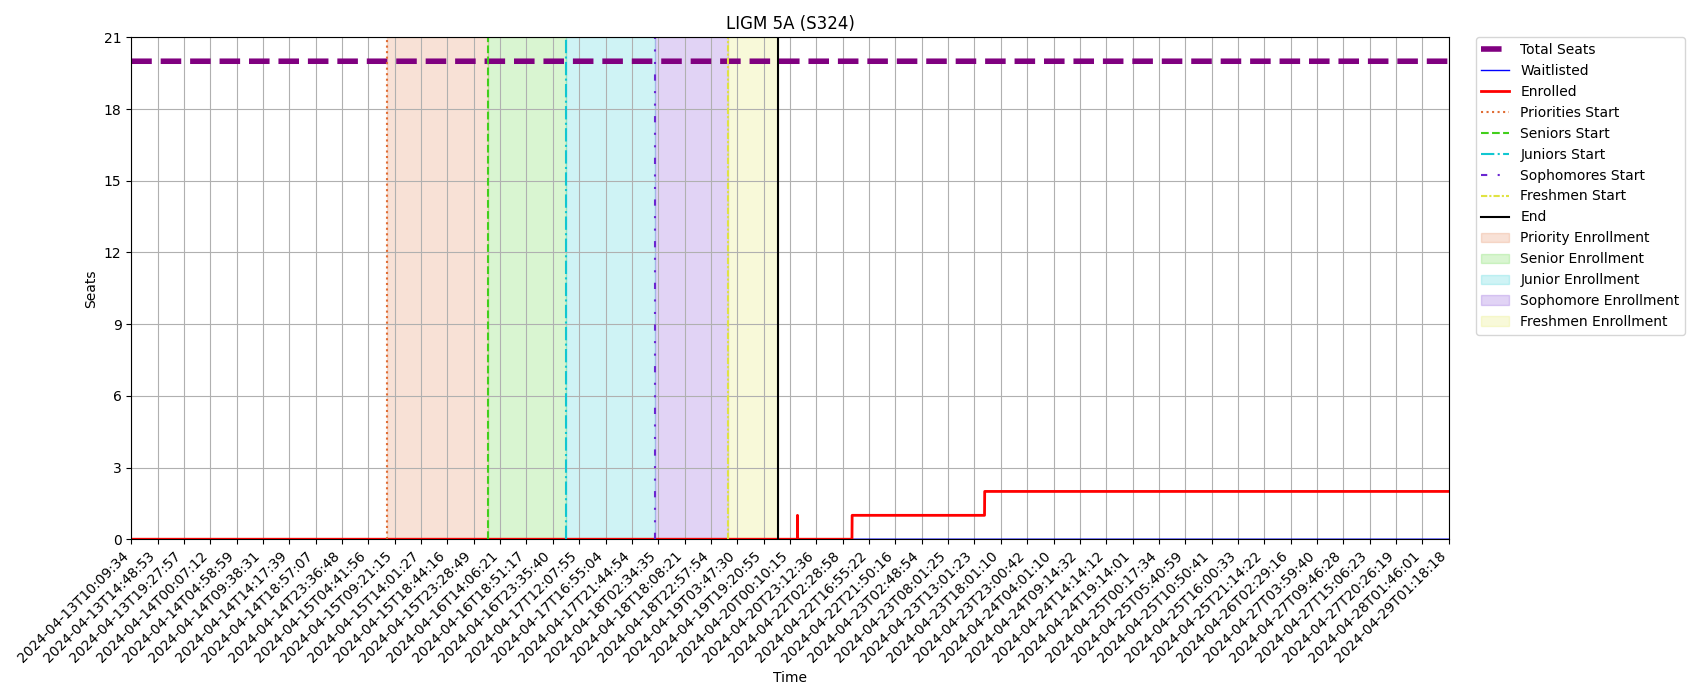 LIGM 5A (S324)
21
18
15
12
9
6
3
0
Seats
2024-04-13T10:09:34
2024-04-13T14:48:53
2024-04-13T19:27:57
2024-04-14T00:07:12
2024-04-14T04:58:59
2024-04-14T09:38:31
2024-04-14T14:17:39
2024-04-14T18:57:07
2024-04-14T23:36:48
2024-04-15T04:41:56
2024-04-15T09:21:15
2024-04-15T14:01:27
2024-04-15T18:44:16
2024-04-15T23:28:49
2024-04-16T14:06:21
2024-04-16T18:51:17
2024-04-16T23:35:40
2024-04-17T12:07:55
2024-04-17T16:55:04
2024-04-17T21:44:54
2024-04-18T02:34:35
2024-04-18T18:08:21
2024-04-18T22:57:54
2024-04-19T03:47:30
2024-04-19T19:20:55
2024-04-20T00:10:15
2024-04-20T23:12:36
2024-04-22T02:28:58
2024-04-22T16:55:22
2024-04-22T21:50:16
2024-04-23T02:48:54
2024-04-23T08:01:25
2024-04-23T13:01:23
2024-04-23T18:01:10
2024-04-23T23:00:42
2024-04-24T04:01:10
2024-04-24T09:14:32
2024-04-24T14:14:12
2024-04-24T19:14:01
2024-04-25T00:17:34
2024-04-25T05:40:59
2024-04-25T10:50:41
2024-04-25T16:00:33
2024-04-25T21:14:22
2024-04-26T02:29:16
2024-04-27T03:59:40
2024-04-27T09:46:28
2024-04-27T15:06:23
2024-04-27T20:26:19
2024-04-28T01:46:01
2024-04-29T01:18:18
Time
Total Seats
Waitlisted
Enrolled
Priorities Start
Seniors Start
Juniors Start
Sophomores Start
Freshmen Start
End
Priority Enrollment
Senior Enrollment
Junior Enrollment
Sophomore Enrollment
Freshmen Enrollment